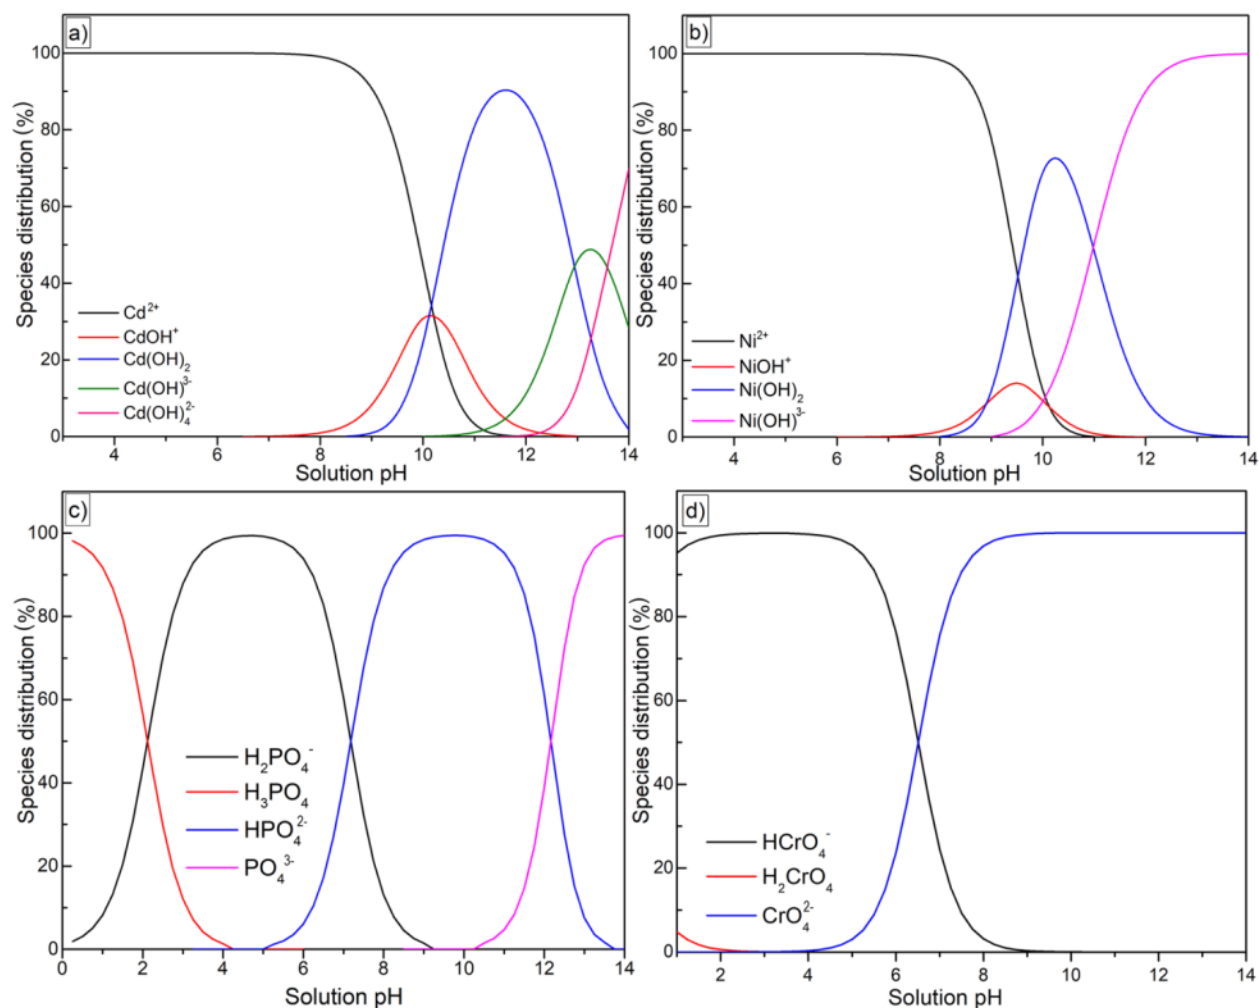 a)
Species distribution (%)
100
80
60
40
20
0
Cd²⁺
CdOH⁺
Cd(OH)₂
Cd(OH)³⁻
Cd(OH)₄²⁻
4 6 8 10 12 14
Solution pH
b)
Species distribution (%)
100
80
60
40
20
0
Ni²⁺
NiOH⁺
Ni(OH)₂
Ni(OH)³⁻
4 6 8 10 12 14
Solution pH
c)
Species distribution (%)
100
80
60
40
20
0
H₂PO₄⁻
H₃PO₄
HPO₄²⁻
PO₄³⁻
0 2 4 6 8 10 12 14
Solution pH
d)
Species distribution (%)
100
80
60
40
20
0
HCrO₄⁻
H₂CrO₄
CrO₄²⁻
2 4 6 8 10 12 14
Solution pH